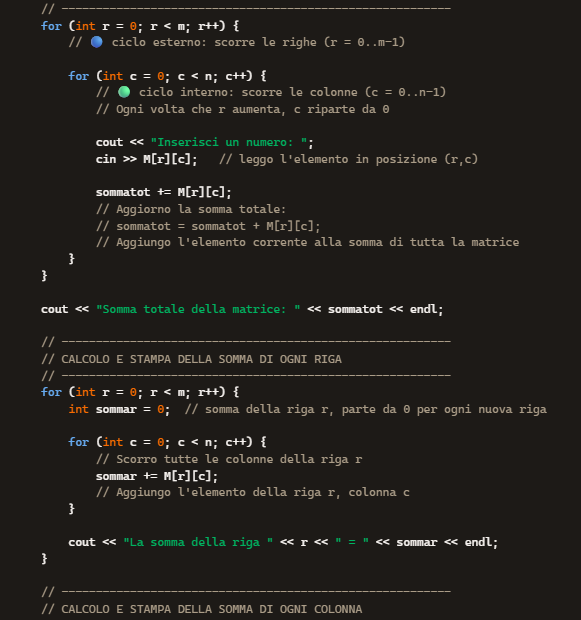 // ---------------------------------------------------------
for (int r = 0; r < m; r++) {
// 🔵 ciclo esterno: scorre le righe (r = 0..m-1)
for (int c = 0; c < n; c++) {
// 🟢 ciclo interno: scorre le colonne (c = 0..n-1)
// Ogni volta che r aumenta, c riparte da 0
cout << "Inserisci un numero: ";
cin >> M[r][c];   // leggo l'elemento in posizione (r,c)
sommatot += M[r][c];
// Aggiorno la somma totale:
// sommatot = sommatot + M[r][c];
// Aggiungo l'elemento corrente alla somma di tutta la matrice
}
}
cout << "Somma totale della matrice: " << sommatot << endl;
// ---------------------------------------------------------
// CALCOLO E STAMPA DELLA SOMMA DI OGNI RIGA
// ---------------------------------------------------------
for (int r = 0; r < m; r++) {
int sommar = 0;  // somma della riga r, parte da 0 per ogni nuova riga
for (int c = 0; c < n; c++) {
// Scorro tutte le colonne della riga r
sommar += M[r][c];
// Aggiungo l'elemento della riga r, colonna c
}
cout << "La somma della riga " << r << " = " << sommar << endl;
}
// ---------------------------------------------------------
// CALCOLO E STAMPA DELLA SOMMA DI OGNI COLONNA